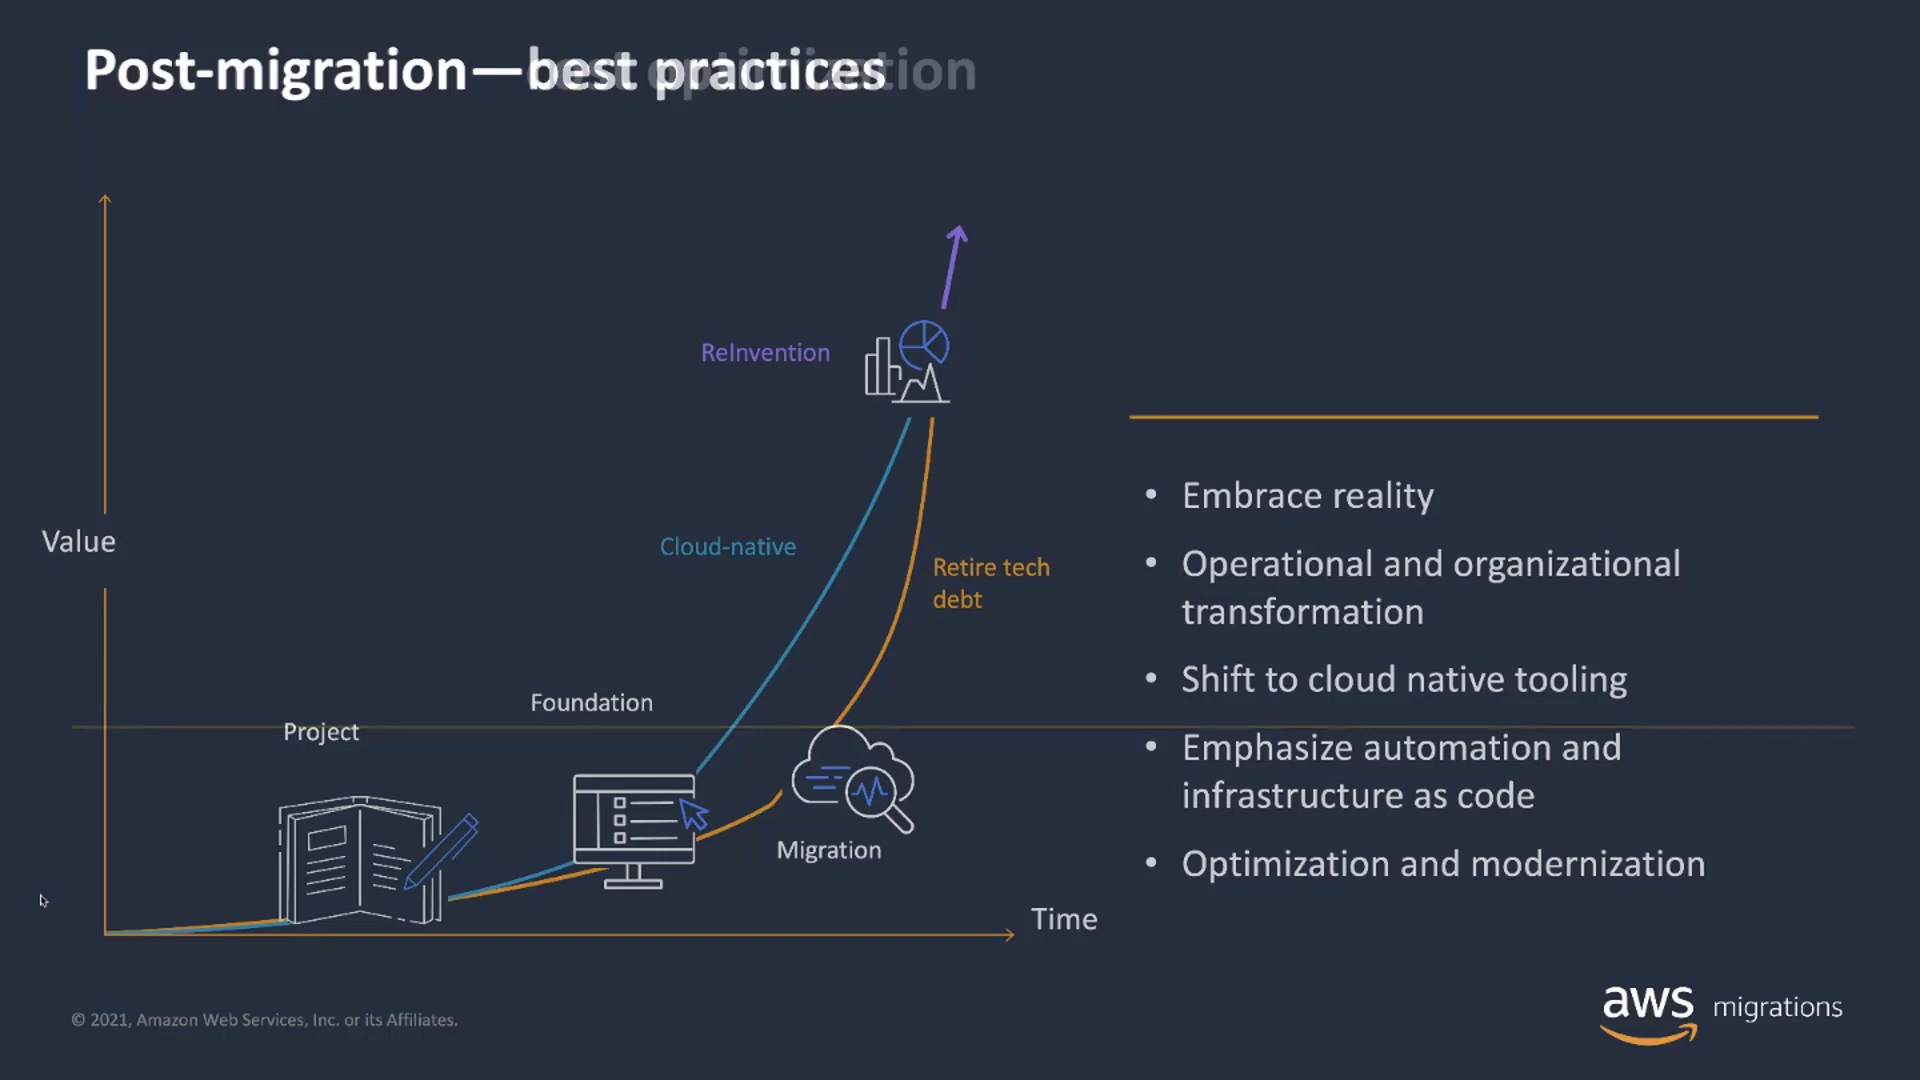 Post-migration—best practices
ReInvention
Cloud-native
Retire tech
debt
Value
Foundation
Project
Migration
Time
• Embrace reality
• Operational and organizational
transformation
• Shift to cloud native tooling
• Emphasize automation and
infrastructure as code
• Optimization and modernization
© 2021, Amazon Web Services, Inc. or its Affiliates.
aws migrations